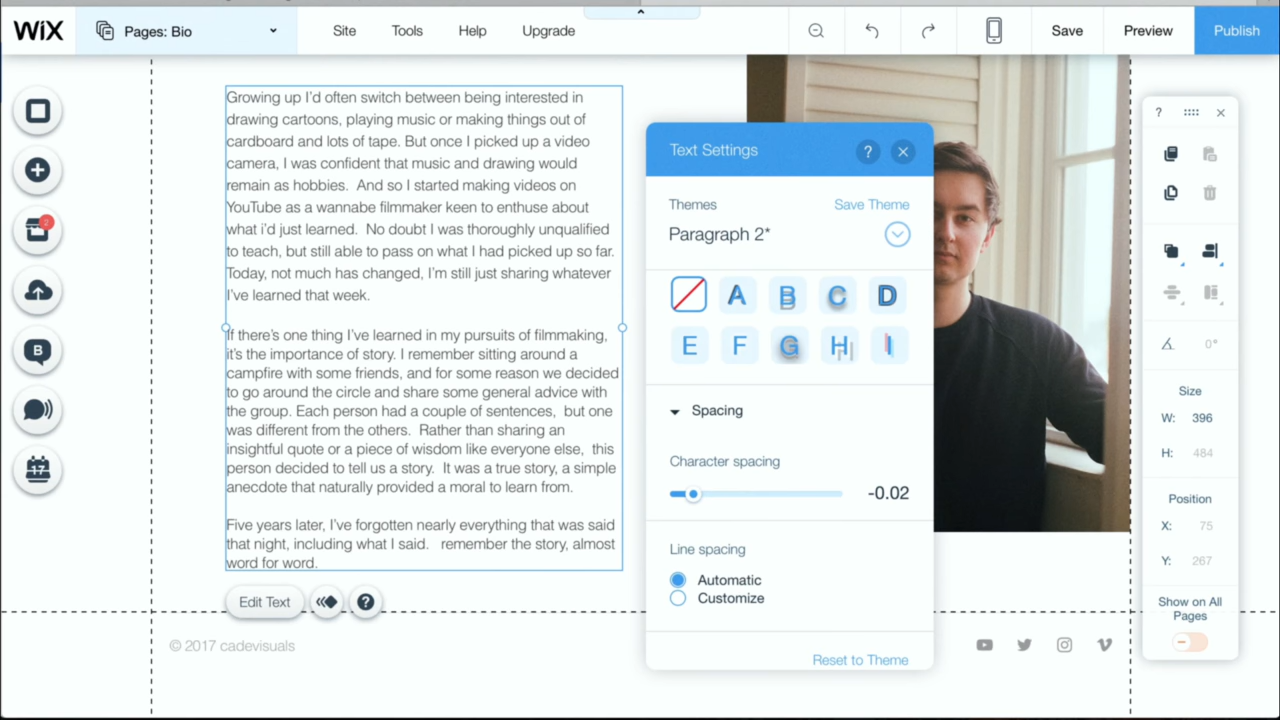 WiX
Pages: Bio
Site
Tools
Help
Upgrade
Save
Preview
Publish
2
B
17
Growing up I'd often switch between being interested in
drawing cartoons, playing music or making things out of
cardboard and lots of tape. But once I picked up a video
camera, I was confident that music and drawing would
remain as hobbies. And so I started making videos on
YouTube as a wannabe filmmaker keen to enthuse about
what i'd just learned. No doubt I was thoroughly unqualified
to teach, but still able to pass on what I had picked up so far.
Today, not much has changed, I'm still just sharing whatever
I've learned that week.
If there's one thing I've learned in my pursuits of filmmaking,
it's the importance of story. I remember sitting around a
campfire with some friends, and for some reason we decided
to go around the circle and share some general advice with
the group. Each person had a couple of sentences, but one
was different from the others. Rather than sharing an
insightful quote or a piece of wisdom like everyone else, this
person decided to tell us a story. It was a true story, a simple
anecdote that naturally provided a moral to learn from.
Five years later, I've forgotten nearly everything that was said
that night, including what I said. remember the story, almost
word for word.
Edit Text
?
© 2017 cadevisuals
Text Settings
?
Themes
Save Theme
Paragraph 2*
A B C D
E F G H I
Spacing
Character spacing
-0.02
Line spacing
Automatic
Customize
Reset to Theme
?
0°
Size
W: 396
H: 484
Position
X: 75
Y: 267
Show on All
Pages